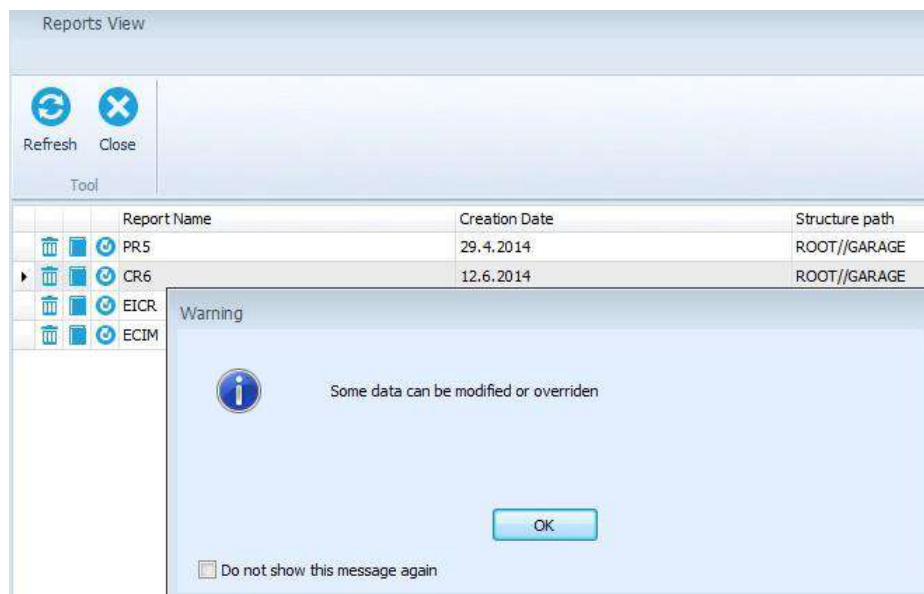 Reports View
Refresh Close
Tool
Report Name Creation Date Structure path
PR5 29.4.2014 ROOT//GARAGE
CR6 12.6.2014 ROOT//GARAGE
EICR
ECIM
Warning
Some data can be modified or overriden
OK
Do not show this message again